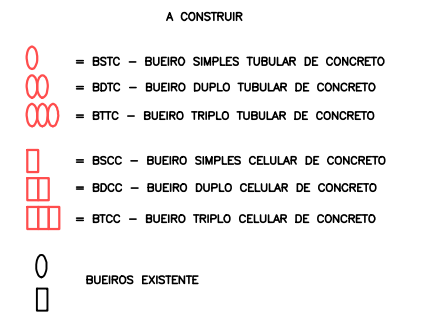 A CONSTRUIR
= BSTC – BUEIRO SIMPLES TUBULAR DE CONCRETO
= BDTC – BUEIRO DUPLO TUBULAR DE CONCRETO
= BTTC – BUEIRO TRIPLO TUBULAR DE CONCRETO
= BSCC – BUEIRO SIMPLES CELULAR DE CONCRETO
= BDCC – BUEIRO DUPLO CELULAR DE CONCRETO
= BTCC – BUEIRO TRIPLO CELULAR DE CONCRETO
BUEIROS EXISTENTE